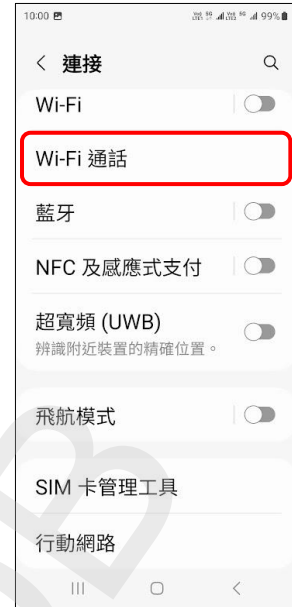 10:00 99%
連接
Wi-Fi
Wi-Fi 通話
藍牙
NFC 及感應式支付
超寬頻 (UWB)
辨識附近裝置的精確位置。
飛航模式
SIM 卡管理工具
行動網路